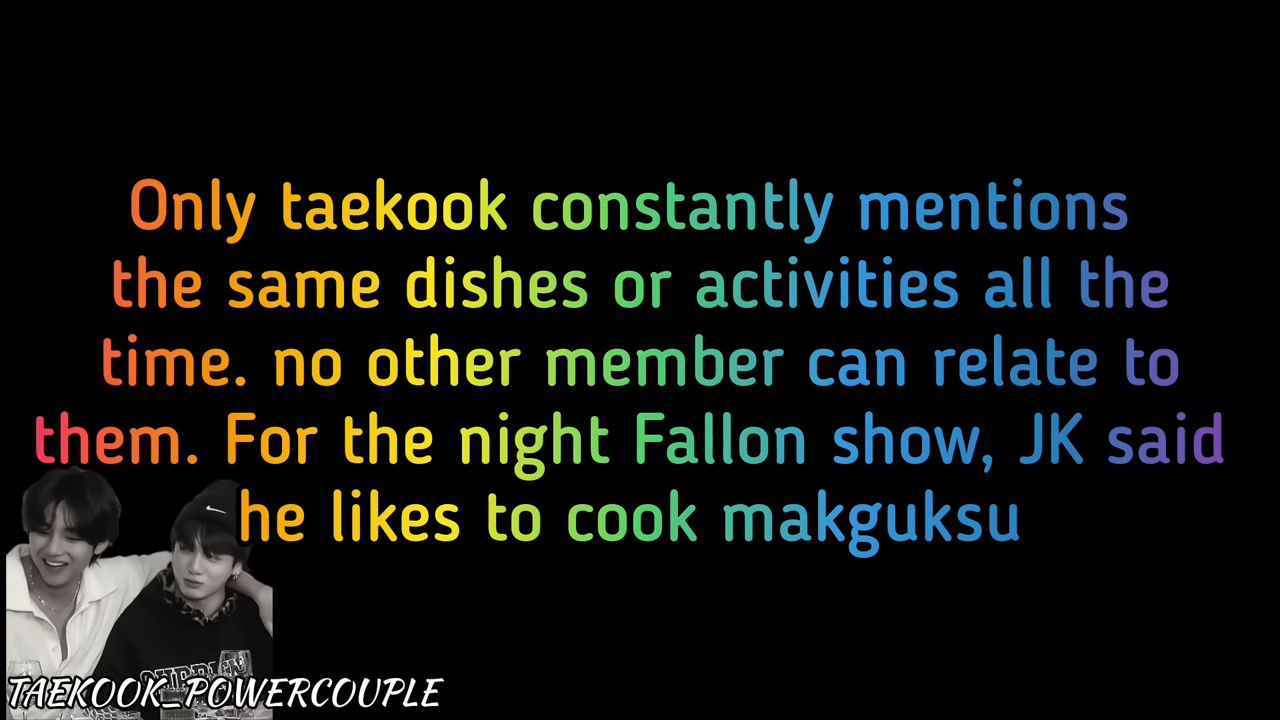 Only taekook constantly mentions
the same dishes or activities all the
time. no other member can relate to
them. For the night Fallon show, JK said
he likes to cook makguksu
TAEKOOK_POWERCOUPLE